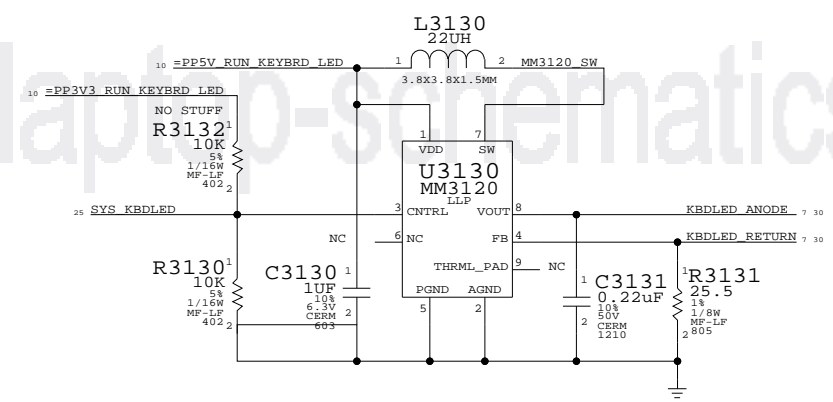 L3130
22UH
10 =PP5V_RUN_KEYBRD_LED 1 2 MM3120_SW
3.8X3.8X1.5MM
10 =PP3V3_RUN_KEYBRD_LED
laptop-schematics
NO STUFF
R3132 1
10K
5%
1/16W
MF-LF
402 2
1 7
VDD SW
U3130
MM3120
LLP
25 SYS_KBDLED 3 CNTRL VOUT 8 KBDLED_ANODE 7 30
NC 6 NC FB 4 KBDLED_RETURN 7 30
THRML_PAD 9 NC
PGND AGND
5 2
R3130 1
10K
5%
1/16W
MF-LF
402 2
C3130 1
1UF
10%
6.3V
CERM 2
603
1 C3131
0.22uF
10%
50V
2 CERM
1210
1 R3131
25.5
1%
1/8W
MF-LF
2 805